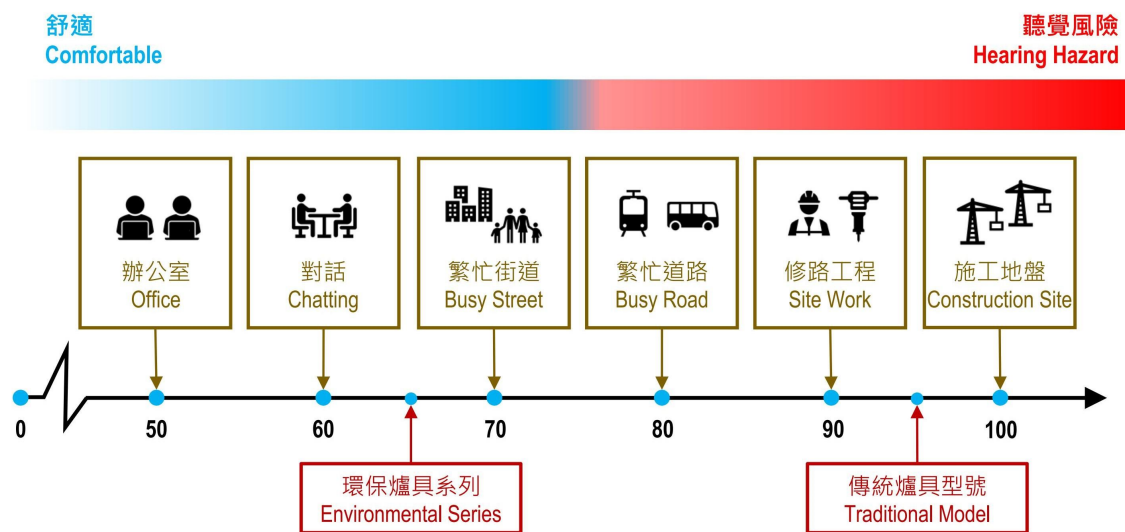 舒適
Comfortable
聽覺風險
Hearing Hazard
辦公室
Office
對話
Chatting
繁忙街道
Busy Street
繁忙道路
Busy Road
修路工程
Site Work
施工地盤
Construction Site
0
50
60
70
80
90
100
環保爐具系列
Environmental Series
傳統爐具型號
Traditional Model